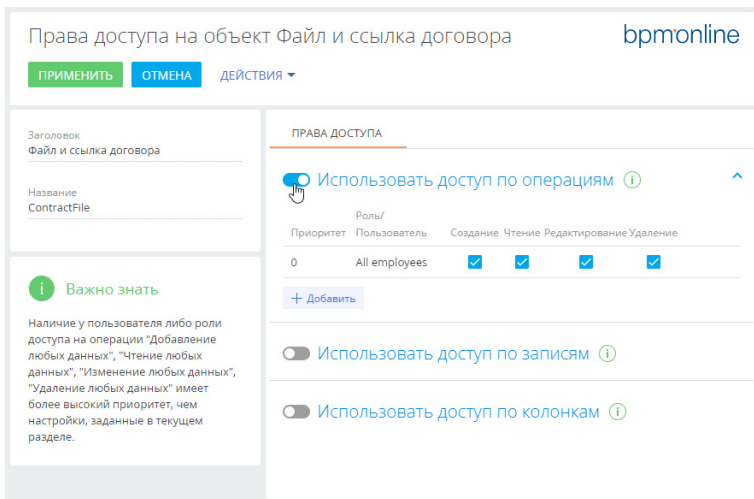 Права доступа на объект Файл и ссылка договора
bpmonline
ПРИМЕНИТЬ
ОТМЕНА
ДЕЙСТВИЯ
Заголовок
Файл и ссылка договора
Название
ContractFile
i Важно знать
Наличие у пользователя либо роли
доступа на операции "Добавление
любых данных", "Чтение любых
данных", "Изменение любых данных",
"Удаление любых данных" имеет
более высокий приоритет, чем
настройки, заданные в текущем
разделе.
ПРАВА ДОСТУПА
Использовать доступ по операциям i
Роль/
Приоритет Пользователь Создание Чтение Редактирование Удаление
0 All employees
+ Добавить
Использовать доступ по записям i
Использовать доступ по колонкам i